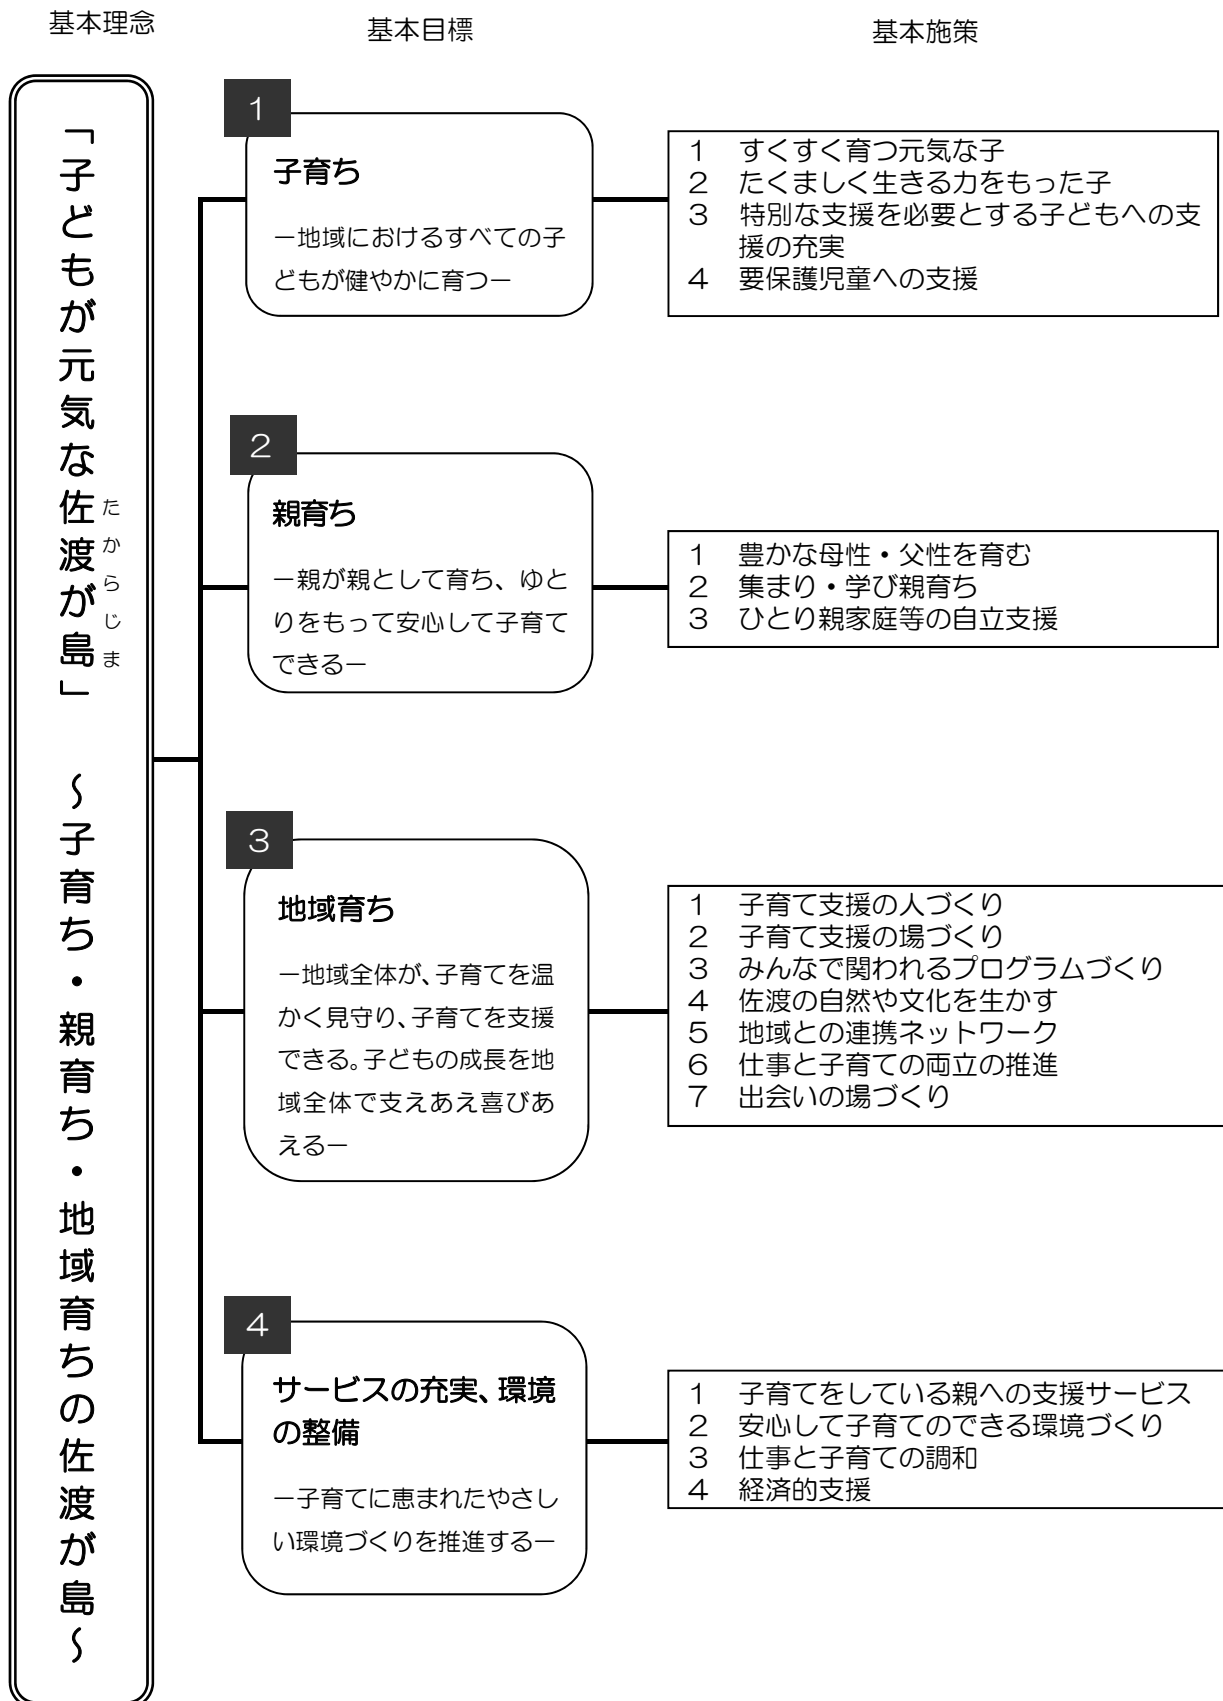 基本理念
基本目標
基本施策
「子どもが元気な佐渡が島」　～子育ち・親育ち・地域育ちの佐渡が島～
たからじま
1
子育ち
－地域におけるすべての子
どもが健やかに育つ－
1　すくすく育つ元気な子
2　たくましく生きる力をもった子
3　特別な支援を必要とする子どもへの支
援の充実
4　要保護児童への支援
2
親育ち
－親が親として育ち、ゆと
りをもって安心して子育て
できる－
1　豊かな母性・父性を育む
2　集まり・学び親育ち
3　ひとり親家庭等の自立支援
3
地域育ち
－地域全体が、子育てを温
かく見守り、子育てを支援
できる。子どもの成長を地
域全体で支えあえ喜びあ
える－
1　子育て支援の人づくり
2　子育て支援の場づくり
3　みんなで関われるプログラムづくり
4　佐渡の自然や文化を生かす
5　地域との連携ネットワーク
6　仕事と子育ての両立の推進
7　出会いの場づくり
4
サービスの充実、環境
の整備
－子育てに恵まれたやさし
い環境づくりを推進する－
1　子育てをしている親への支援サービス
2　安心して子育てのできる環境づくり
3　仕事と子育ての調和
4　経済的支援